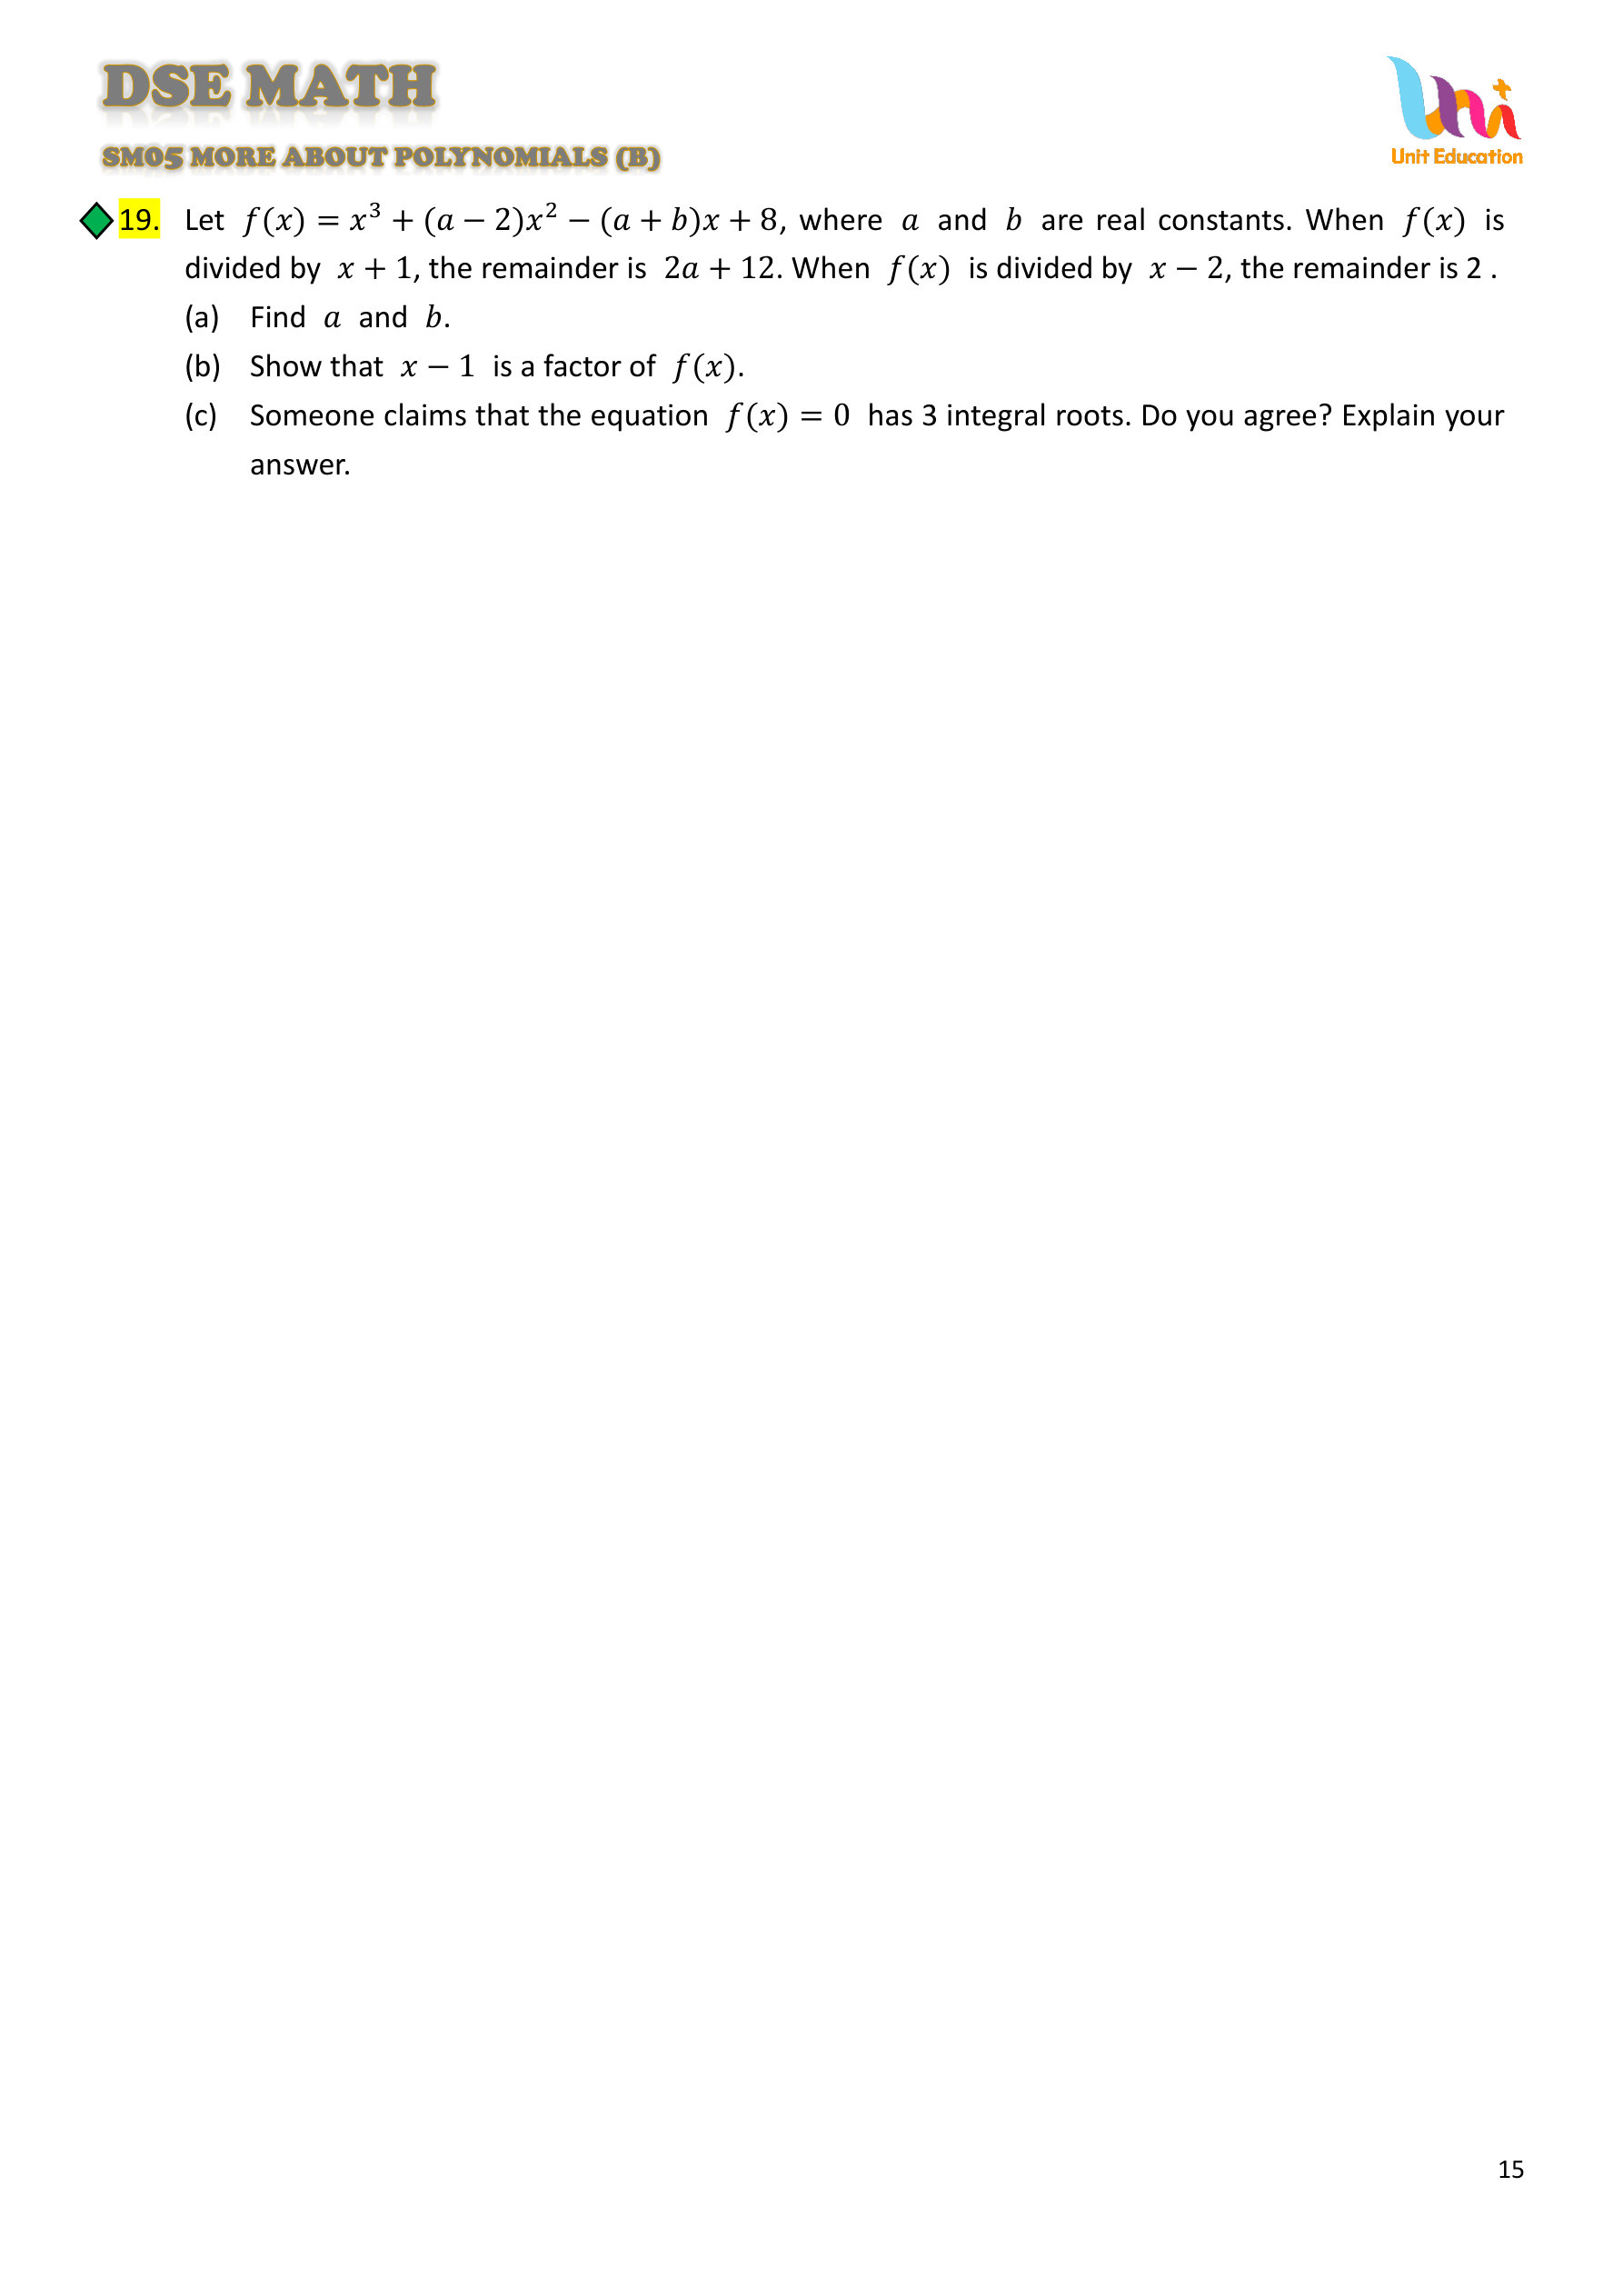 DSE MATH
SM05 MORE ABOUT POLYNOMIALS (B)
Unit Education
19. Let f(x) = x³ + (a − 2)x² − (a + b)x + 8, where a and b are real constants. When f(x) is
divided by x + 1, the remainder is 2a + 12. When f(x) is divided by x − 2, the remainder is 2 .
(a) Find a and b.
(b) Show that x − 1 is a factor of f(x).
(c) Someone claims that the equation f(x) = 0 has 3 integral roots. Do you agree? Explain your
answer.
15